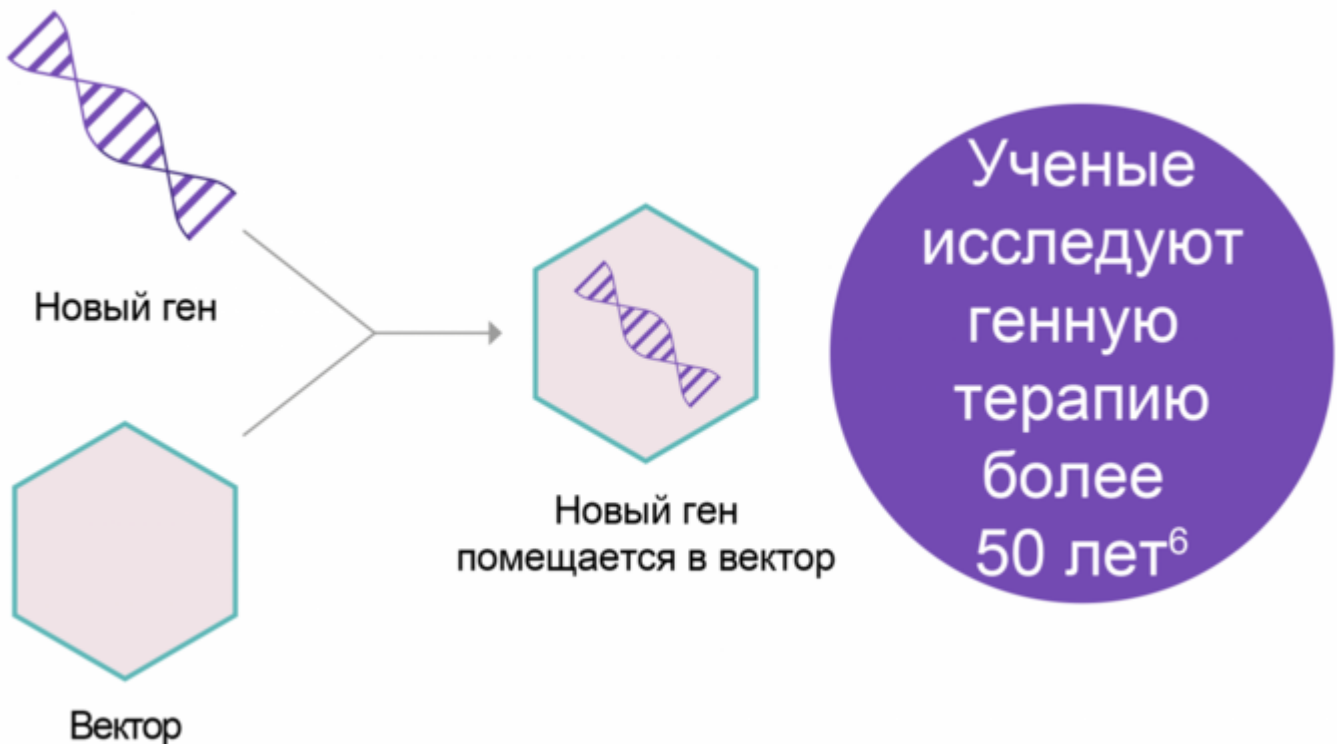 Новый ген
Вектор
Новый ген
помещается в вектор
Ученые
исследуют
генную
терапию
более
50 лет⁶